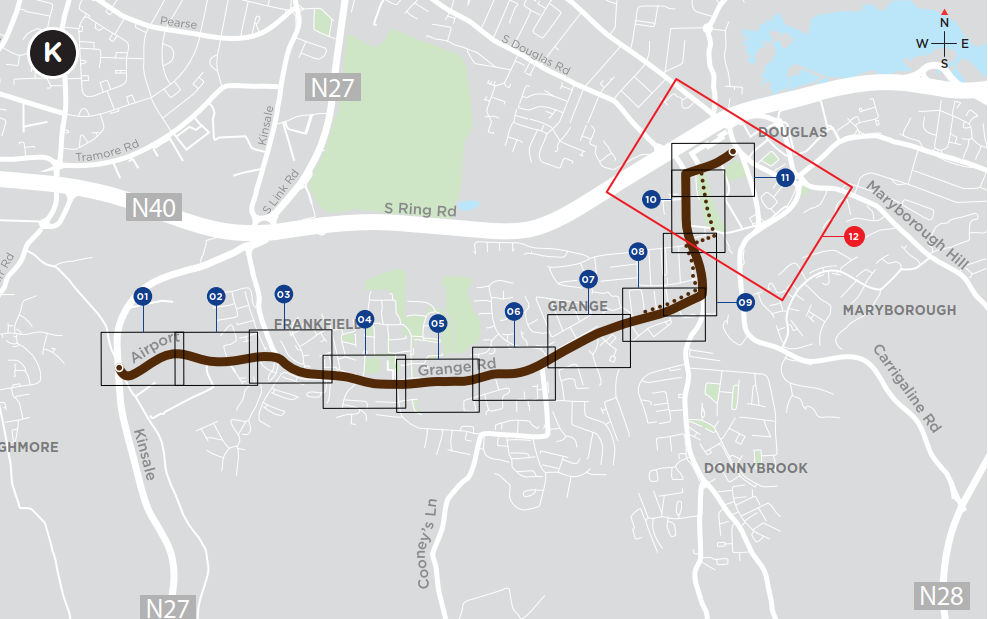 Pearse
N
K
W E
S Douglas Rd
S
N27
Kinsale
DOUGLAS
Tramore Rd
11
S Link Rd
Maryborough Hill
10
N40
S Ring Rd
12
08
07
01
02
03
09
GRANGE
06
MARYBOROUGH
FRANKFIEL
04
05
Airport
Grange Rd
Carrigaline Rd
GHMORE
Kinsale
DONNYBROOK
Cooney's Ln
N28
N27